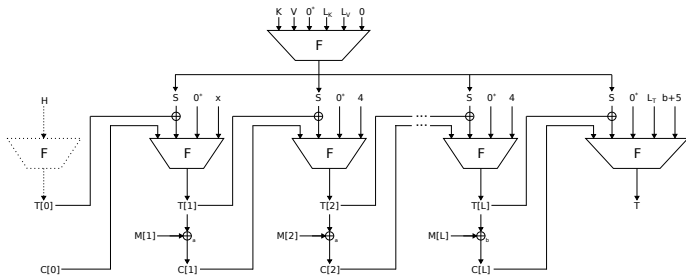 K V 0* L_K L_V 0
F
S 0* x S 0* 4 S 0* 4 S 0* L_T b+5
H
F F F F F
T[0] T[1] T[2] T[L] T
M[1] a M[2] a M[L] b
C[0] C[1] C[2] C[L]